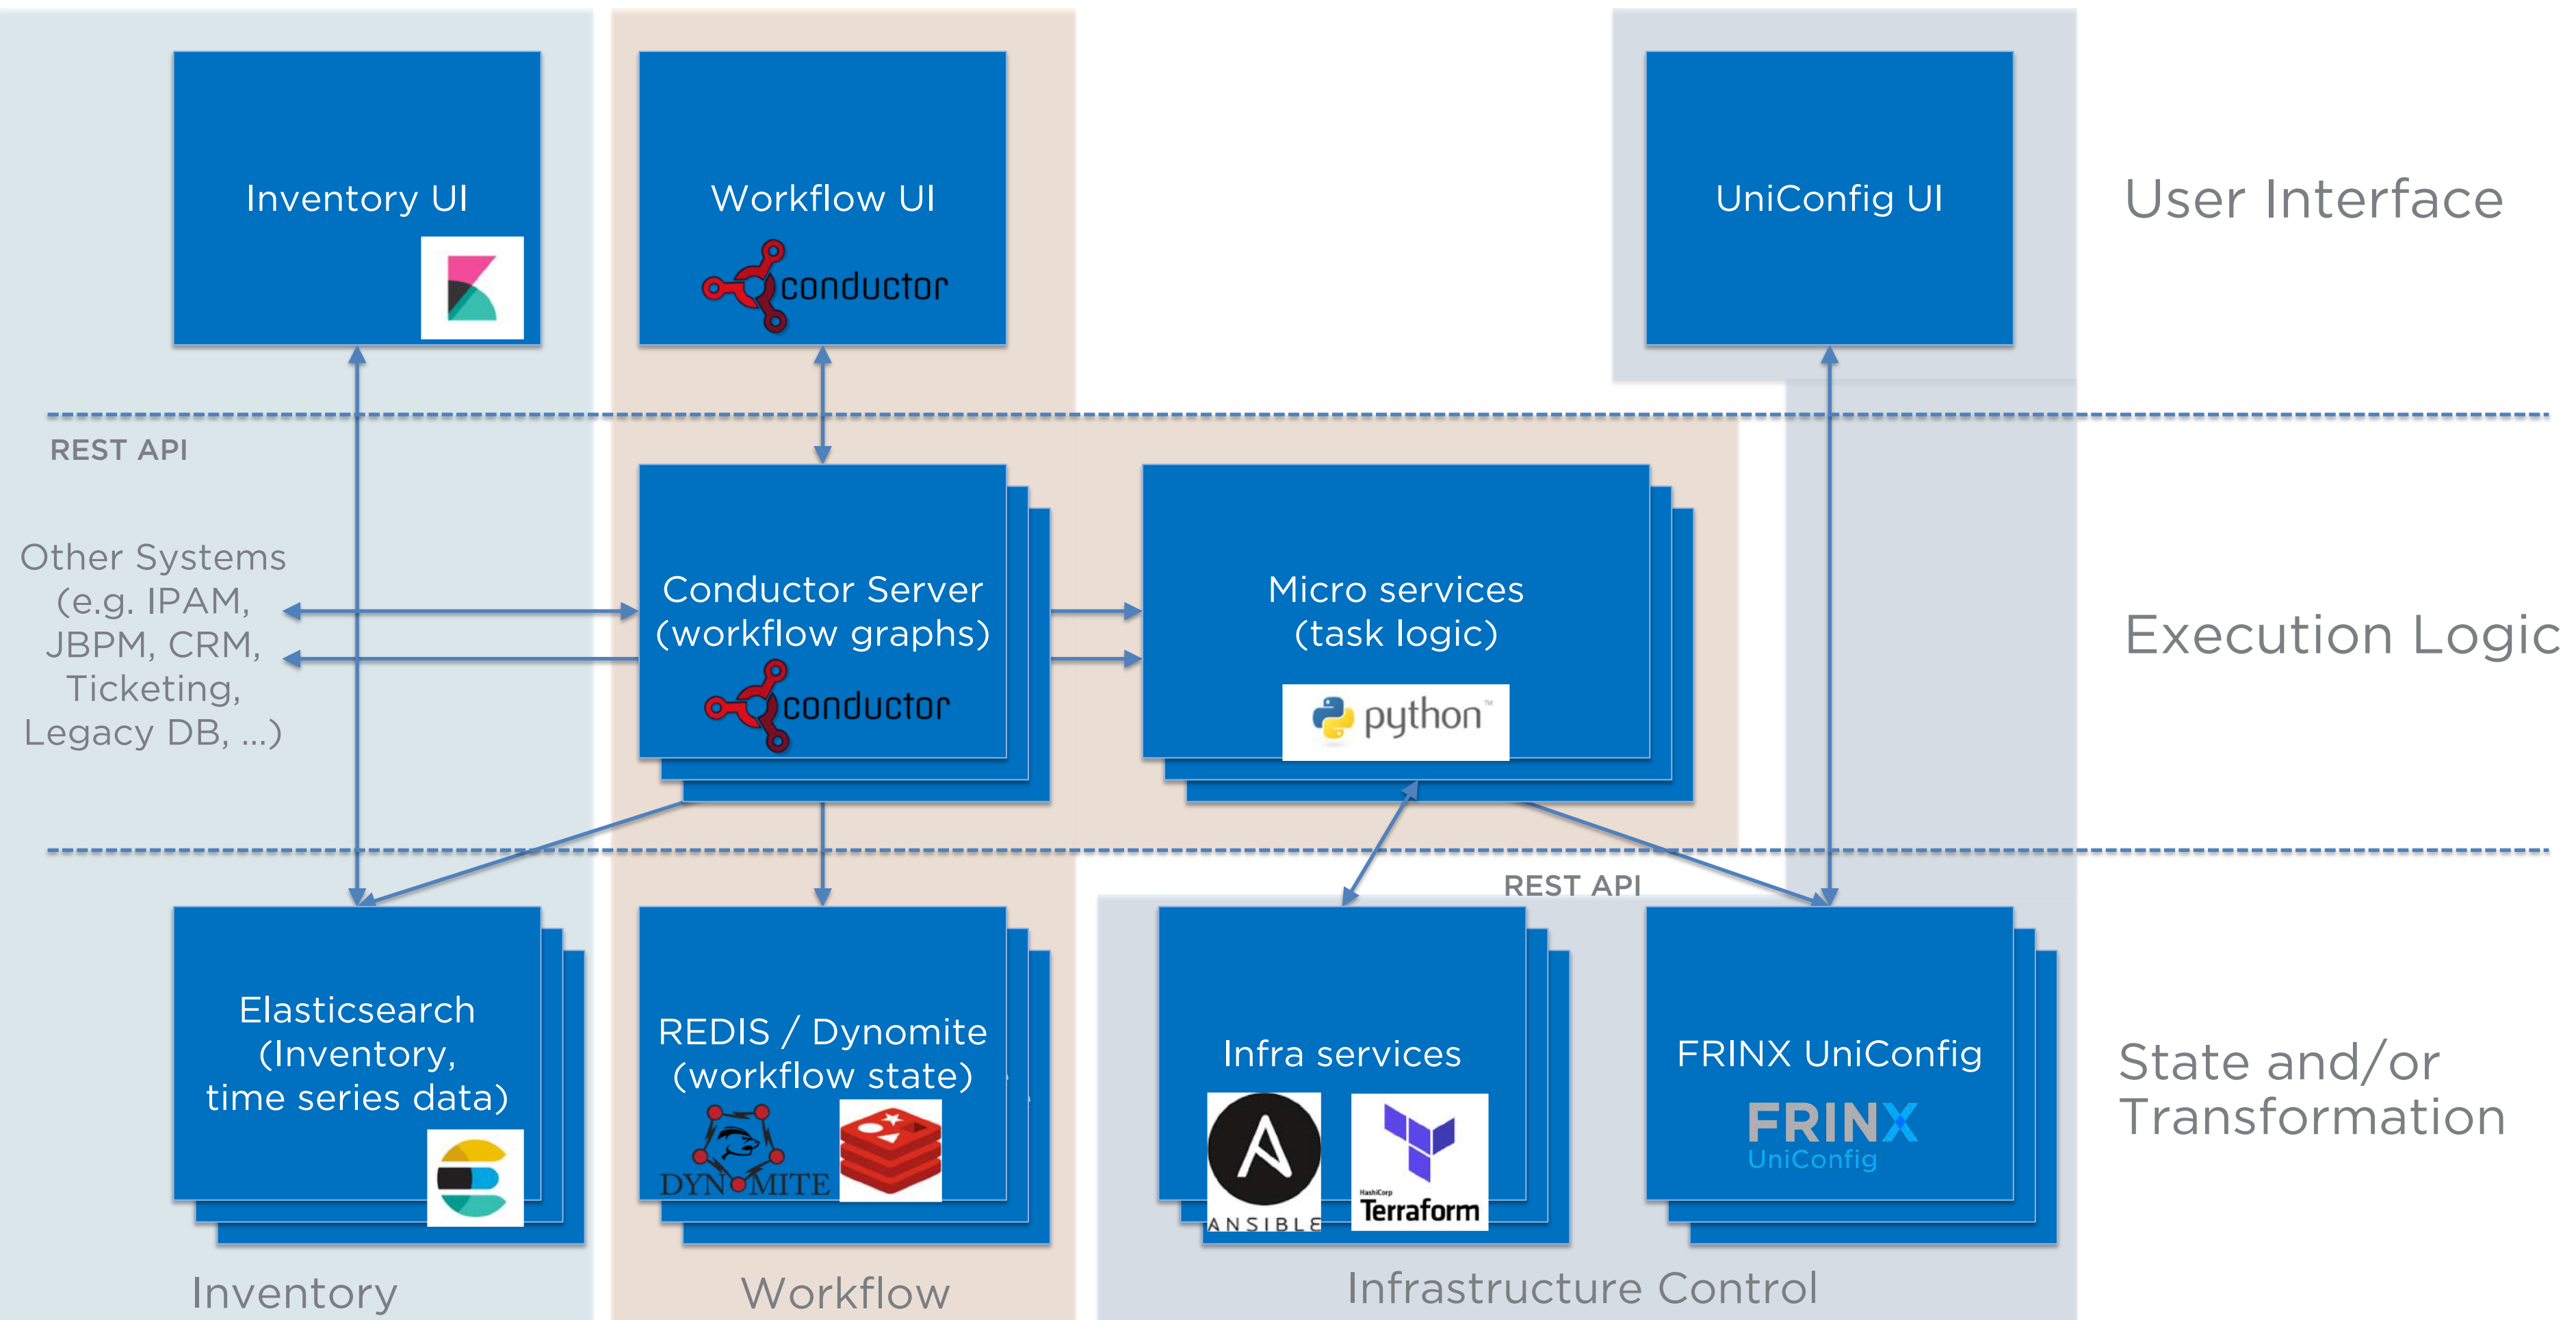 Inventory UI
Workflow UI
conductor
UniConfig UI
User Interface
REST API
Other Systems
(e.g. IPAM,
JBPM, CRM,
Ticketing,
Legacy DB, ...)
Conductor Server
(workflow graphs)
conductor
Micro services
(task logic)
python™
Execution Logic
REST API
Elasticsearch
(Inventory,
time series data)
REDIS / Dynomite
(workflow state)
DYNOMITE
Infra services
ANSIBLE
HashiCorp
Terraform
FRINX UniConfig
FRINX
UniConfig
State and/or
Transformation
Inventory
Workflow
Infrastructure Control